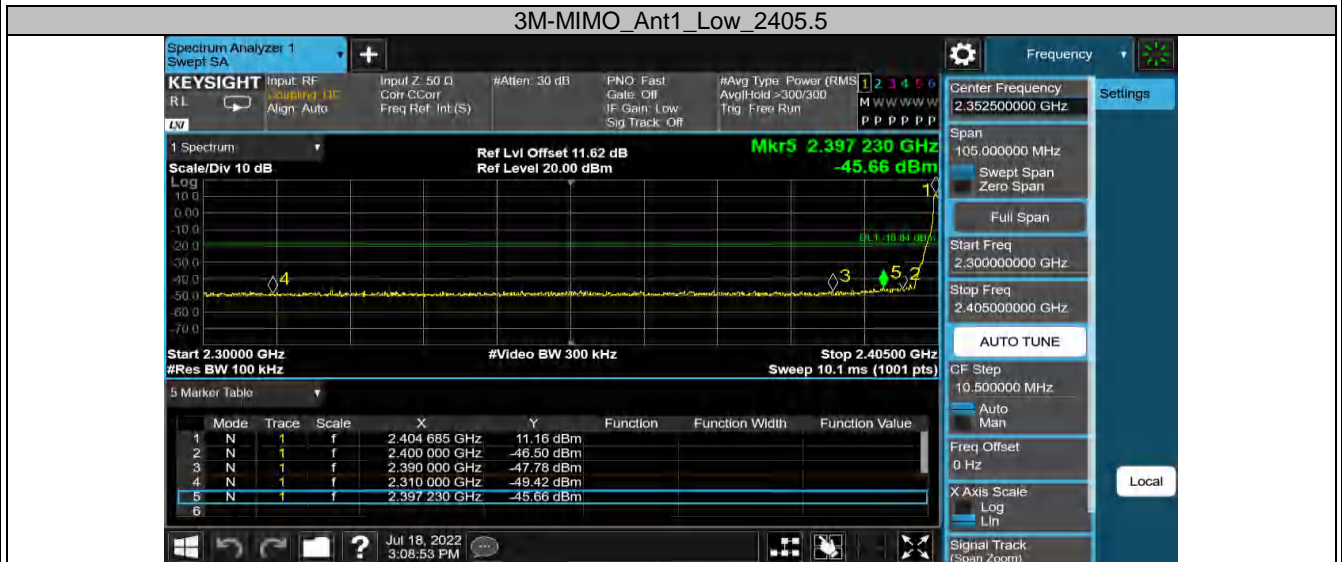 3M-MIMO_Ant1_Low_2405.5
Spectrum Analyzer 1
Swept SA
+
Frequency
KEYSIGHT
RL
LXI
Input: RF
Align: Auto
Input Z: 50 Ω
Corr CCorr
Freq Ref: Int (S)
#Atten: 30 dB
PNO: Fast
Gate: Off
IF Gain: Low
Sig Track: Off
#Avg Type: Power (RMS
Avg|Hold:>300/300
Trig: Free Run
1 2 3 4 5 6
M W W W W W
P P P P P P
Center Frequency
2.352500000 GHz
Settings
Span
105.000000 MHz
Swept Span
Zero Span
Full Span
Start Freq
2.300000000 GHz
Stop Freq
2.405000000 GHz
AUTO TUNE
CF Step
10.500000 MHz
Auto
Man
Freq Offset
0 Hz
X Axis Scale
Log
Lin
Signal Track
(Span Zoom)
Local
1 Spectrum
Scale/Div 10 dB
Ref Lvl Offset 11.62 dB
Ref Level 20.00 dBm
Mkr5 2.397 230 GHz
-45.66 dBm
Log
10.0
0.00
-10.0
-20.0
-30.0
-40.0
-50.0
-60.0
-70.0
DL1 -18.84 dBm
1
4
3
5
2
Start 2.30000 GHz
#Video BW 300 kHz
Stop 2.40500 GHz
#Res BW 100 kHz
Sweep 10.1 ms (1001 pts)
5 Marker Table
Mode Trace Scale X Y Function Function Width Function Value
1 N 1 f 2.404 685 GHz 11.16 dBm
2 N 1 f 2.400 000 GHz -46.50 dBm
3 N 1 f 2.390 000 GHz -47.78 dBm
4 N 1 f 2.310 000 GHz -49.42 dBm
5 N 1 f 2.397 230 GHz -45.66 dBm
6
?
Jul 18, 2022
3:08:53 PM